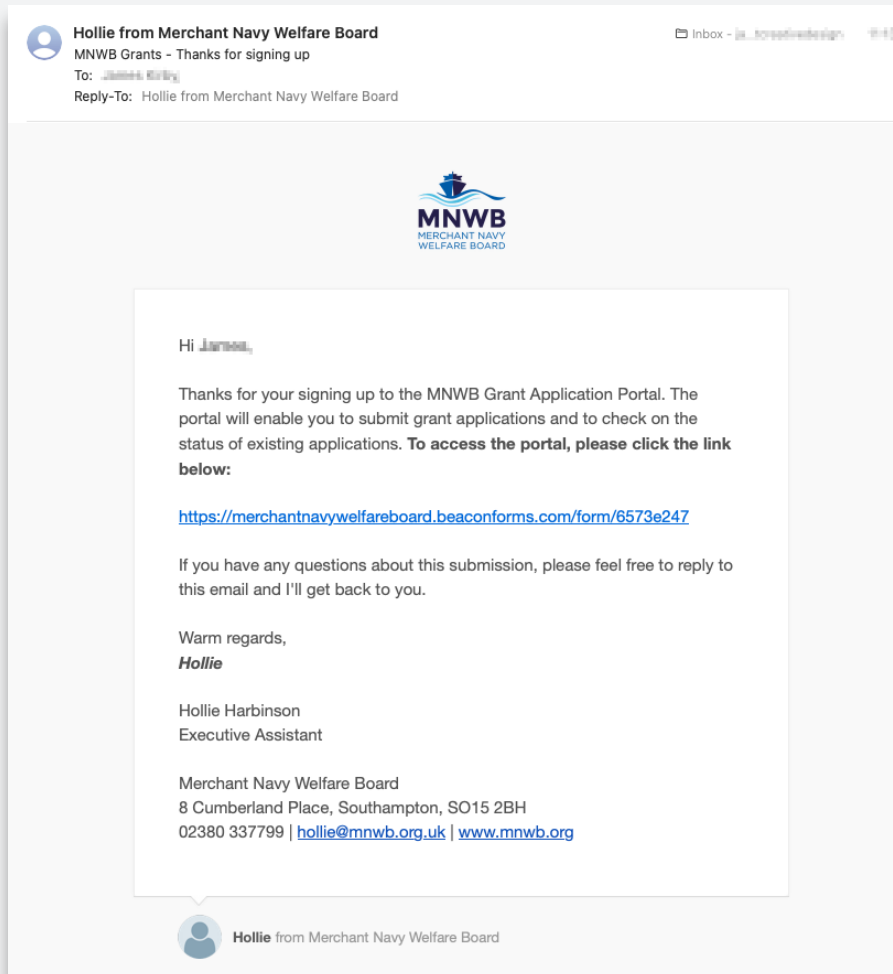 Hollie from Merchant Navy Welfare Board
Inbox -
MNWB Grants - Thanks for signing up
To:
Reply-To: Hollie from Merchant Navy Welfare Board
MNWB
MERCHANT NAVY
WELFARE BOARD
Hi
Thanks for your signing up to the MNWB Grant Application Portal. The
portal will enable you to submit grant applications and to check on the
status of existing applications. To access the portal, please click the link
below:
https://merchantnavywelfareboard.beaconforms.com/form/6573e247
If you have any questions about this submission, please feel free to reply to
this email and I'll get back to you.
Warm regards,
Hollie
Hollie Harbinson
Executive Assistant
Merchant Navy Welfare Board
8 Cumberland Place, Southampton, SO15 2BH
02380 337799 | hollie@mnwb.org.uk | www.mnwb.org
Hollie from Merchant Navy Welfare Board